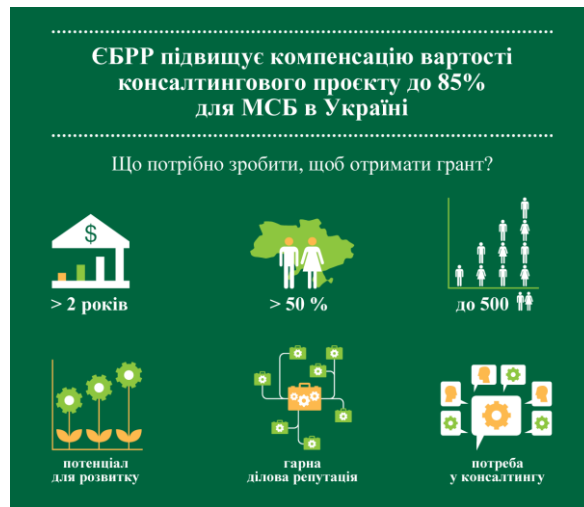 ЄБРР підвищує компенсацію вартості
консалтингового проєкту до 85%
для МСБ в Україні
Що потрібно зробити, щоб отримати грант?
$
> 2 років
> 50 %
до 500
потенціал
для розвитку
гарна
ділова репутація
потреба
у консалтингу